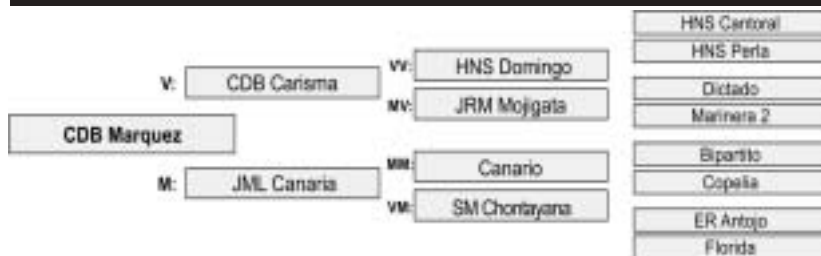 HNS Cantoral
HNS Perla
VV: HNS Domingo
V: CDB Carisma
Dictado
MV: JRM Mojigata
Marinera 2
CDB Marquez
Bipartito
MM: Canario
M: JML Canaria
Copelia
VM: SM Chontayana
ER Antojo
Florida